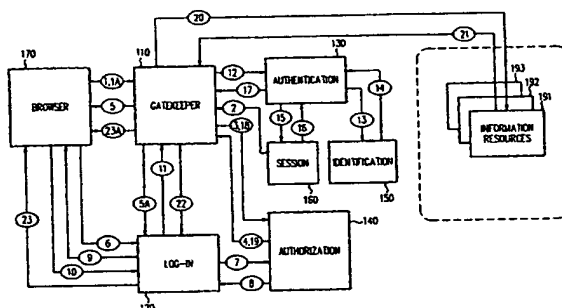 20
21
170
110
130
193
192
191
BROWSER
1,1A
5
23A
GATEKEEPER
12
17
2
3,18
AUTHENTICATION
14
13
15
16
INFORMATION
RESOURCES
SESSION
IDENTIFICATION
160
150
11
5A
22
23
6
9
10
4,19
140
AUTHORIZATION
LOG-IN
7
8
120